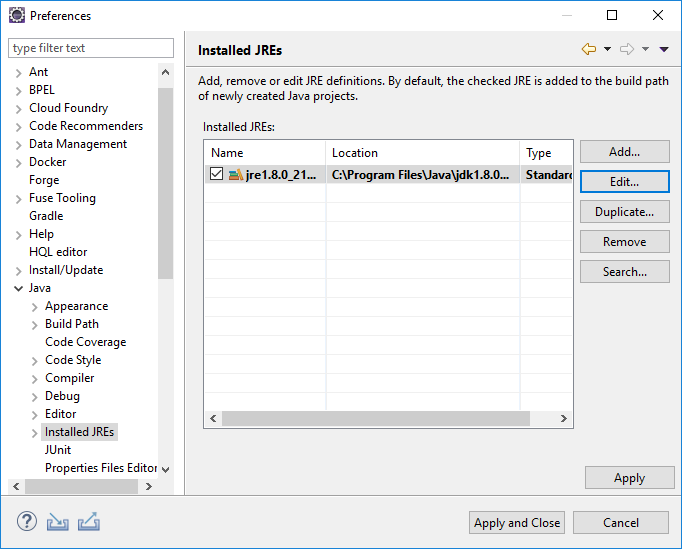 Preferences
type filter text
Ant
BPEL
Cloud Foundry
Code Recommenders
Data Management
Docker
Forge
Fuse Tooling
Gradle
Help
HQL editor
Install/Update
Java
Appearance
Build Path
Code Coverage
Code Style
Compiler
Debug
Editor
Installed JREs
JUnit
Properties Files Editor
Installed JREs
Add, remove or edit JRE definitions. By default, the checked JRE is added to the build path
of newly created Java projects.
Installed JREs:
Name Location Type
jre1.8.0_21... C:\Program Files\Java\jdk1.8.0... Standard
Add...
Edit...
Duplicate...
Remove
Search...
Apply
?
Apply and Close
Cancel